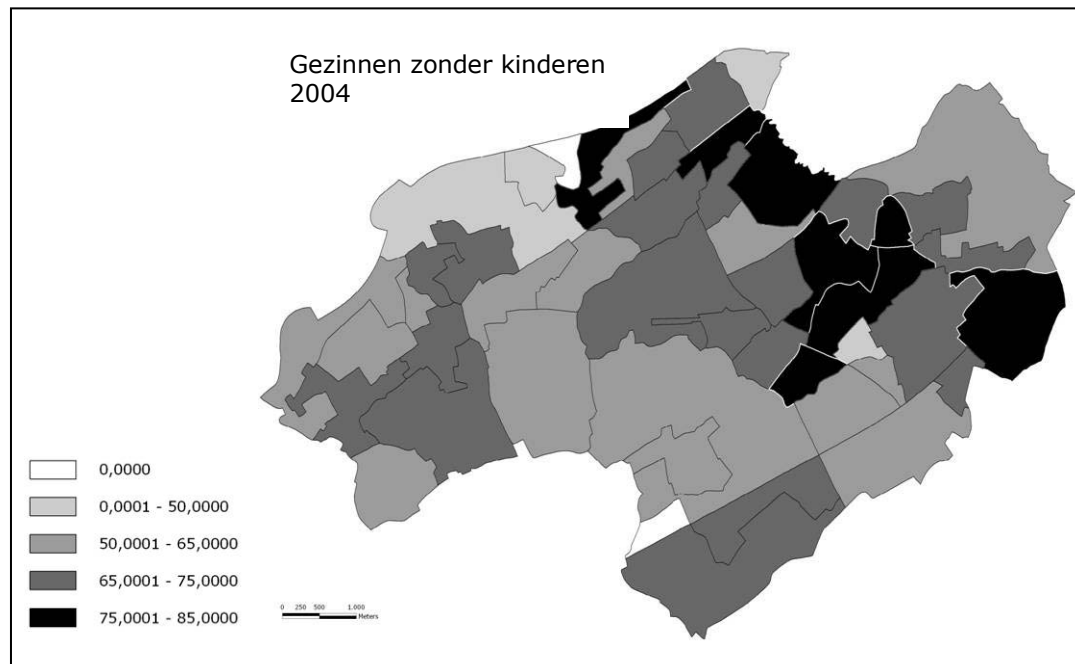 Gezinnen zonder kinderen
2004
0,0000
0,0001 - 50,0000
50,0001 - 65,0000
65,0001 - 75,0000
75,0001 - 85,0000
0 250 500 1.000
Meters